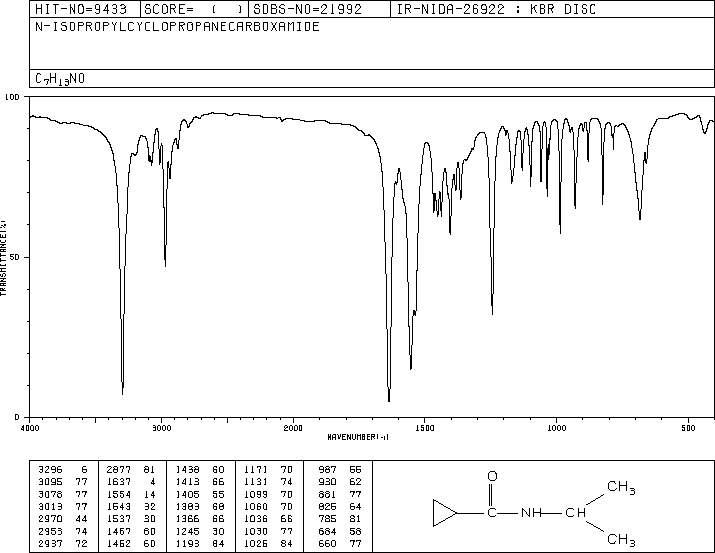 HIT-NO=9433 SCORE= ( ) SDBS-NO=21992 IR-NIDA-26922 : KBR DISC
N-ISOPROPYLCYCLOPROPANECARBOXAMIDE
C7H13NO
100
50
0
TRANSMITTANCE(%)
4000 3000 2000 1500 1000 500
WAVENUMBER(-1)
3296 6 2877 81 1438 60 1171 70 987 55
3095 77 1637 4 1413 66 1131 74 930 62
3078 77 1554 14 1405 55 1099 70 881 77
3013 77 1543 32 1389 68 1060 70 825 64
2970 44 1537 30 1366 66 1036 66 785 81
2953 74 1467 60 1245 30 1030 77 684 58
2937 72 1452 60 1193 84 1026 84 660 77
O
CH3
C NH CH
CH3